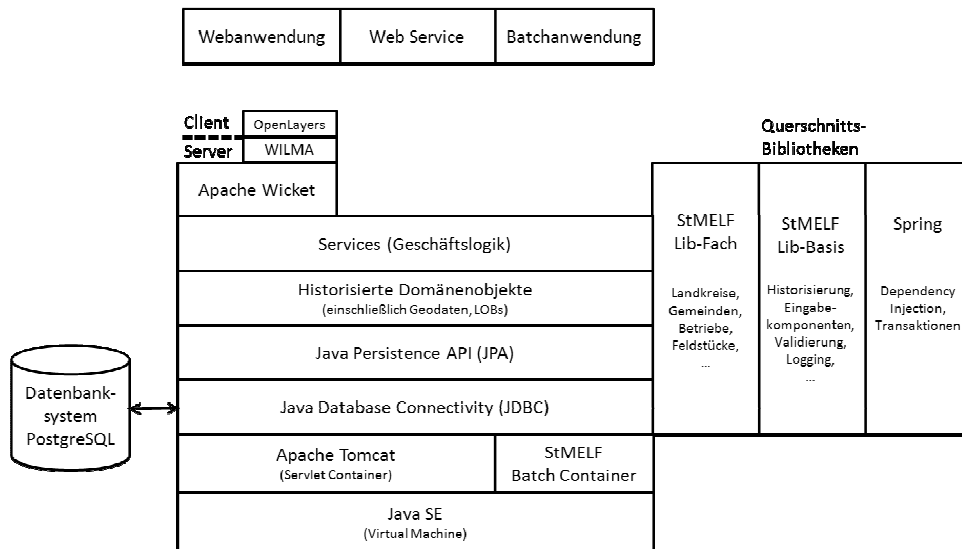 Webanwendung
Web Service
Batchanwendung
Client
OpenLayers
Server
WILMA
Querschnitts-
Bibliotheken
Apache Wicket
Services (Geschäftslogik)
Historisierte Domänenobjekte
(einschließlich Geodaten, LOBs)
Java Persistence API (JPA)
Java Database Connectivity (JDBC)
StMELF
Lib-Fach
Landkreise,
Gemeinden,
Betriebe,
Feldstücke,
...
StMELF
Lib-Basis
Historisierung,
Eingabe-
komponenten,
Validierung,
Logging,
...
Spring
Dependency
Injection,
Transaktionen
Datenbank-
system
PostgreSQL
Apache Tomcat
(Servlet Container)
StMELF
Batch Container
Java SE
(Virtual Machine)